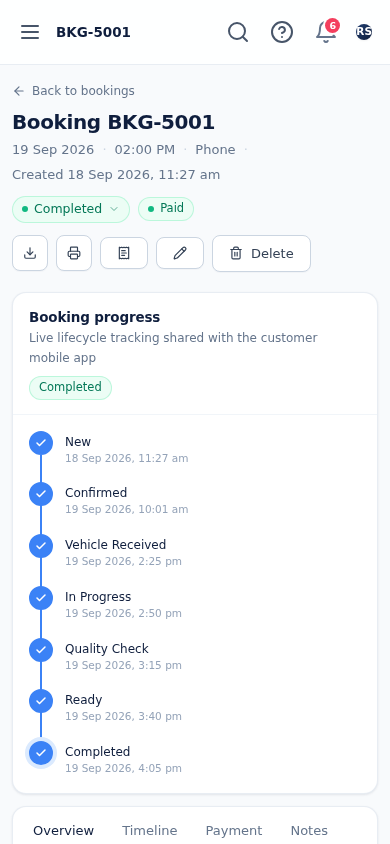 BKG-5001
6
RS
Back to bookings
Booking BKG-5001
19 Sep 2026 · 02:00 PM · Phone ·
Created 18 Sep 2026, 11:27 am
Completed
Paid
Delete
Booking progress
Live lifecycle tracking shared with the customer
mobile app
Completed
New
18 Sep 2026, 11:27 am
Confirmed
19 Sep 2026, 10:01 am
Vehicle Received
19 Sep 2026, 2:25 pm
In Progress
19 Sep 2026, 2:50 pm
Quality Check
19 Sep 2026, 3:15 pm
Ready
19 Sep 2026, 3:40 pm
Completed
19 Sep 2026, 4:05 pm
Overview Timeline Payment Notes